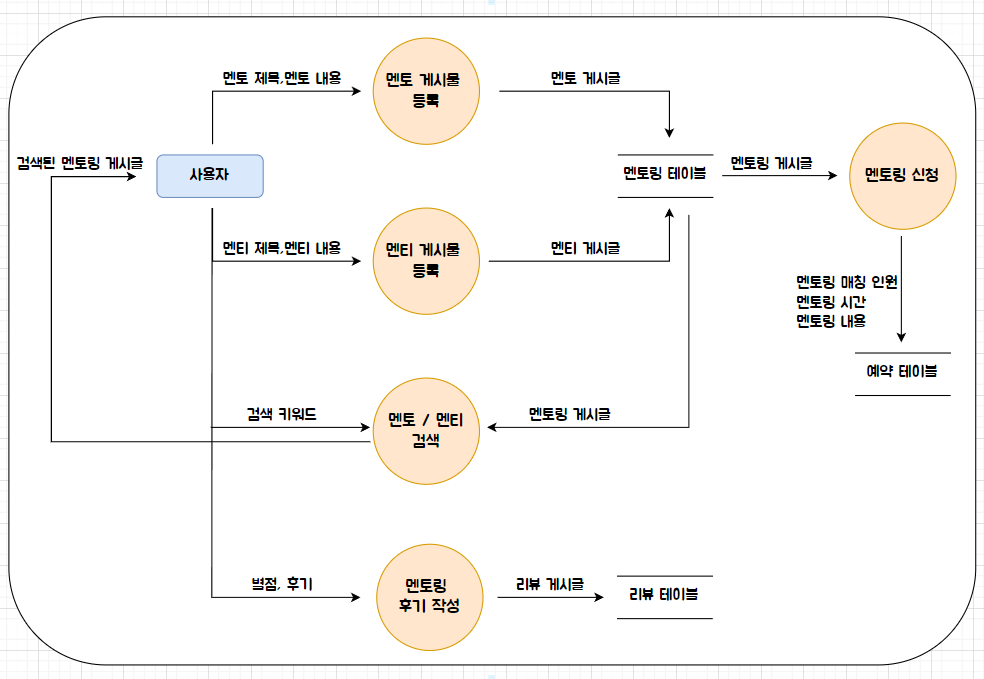 멘토 제목,멘토 내용
멘토 게시물
등록
멘토 게시글
검색된 멘토링 게시글
사용자
멘토링 테이블
멘토링 게시글
멘토링 신청
멘티 제목,멘티 내용
멘티 게시물
등록
멘티 게시글
멘토링 매칭 인원
멘토링 시간
멘토링 내용
예약 테이블
검색 키워드
멘토 / 멘티
검색
멘토링 게시글
별점, 후기
멘토링
후기 작성
리뷰 게시글
리뷰 테이블